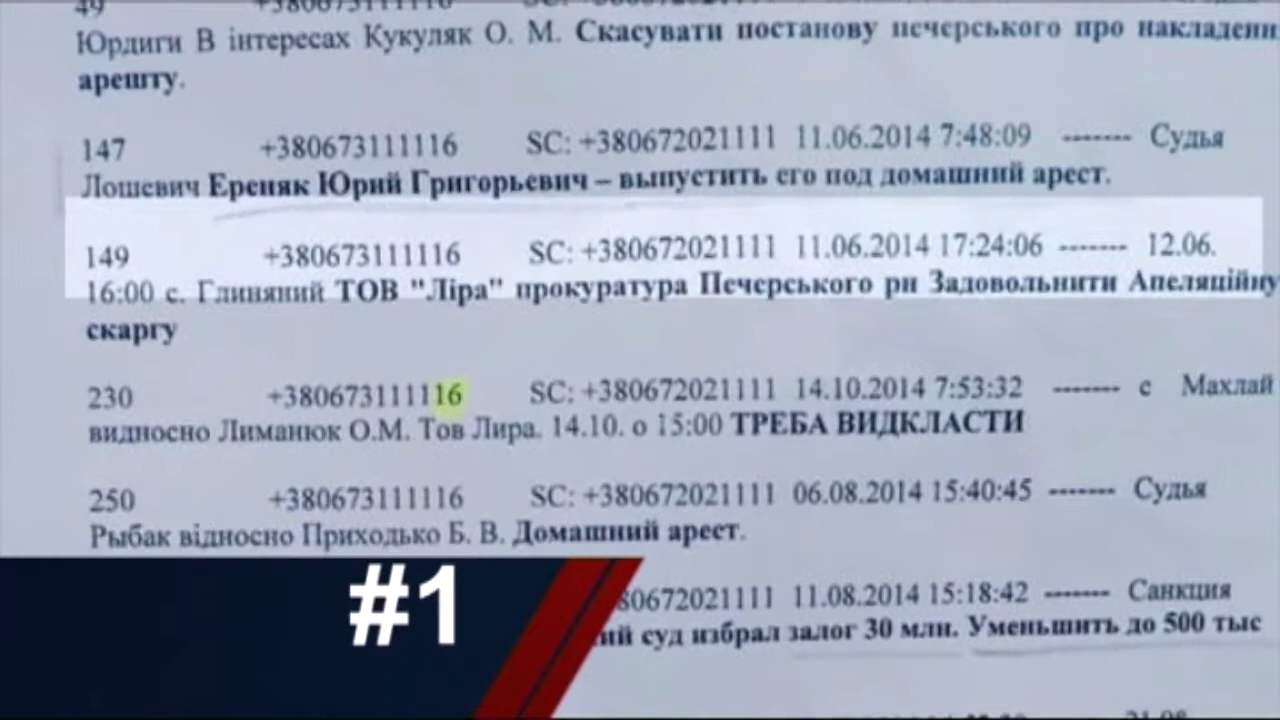 49 +380673111116
Юрдиги В інтересах Кукуляк О. М. Скасувати постанову печерського про накладенн
арешту.
147 +380673111116 SC: +380672021111 11.06.2014 7:48:09 ------- Судья
Лошевич Ереняк Юрий Григорьевич – выпустить его под домашний арест.
149 +380673111116 SC: +380672021111 11.06.2014 17:24:06 ------- 12.06.
16:00 с. Глиняний ТОВ "Ліра" прокуратура Печерського рн Задовольнити Апеляційну
скаргу
230 +380673111116 SC: +380672021111 14.10.2014 7:53:32 ------- с Махлай
видносно Лиманюк О.М. Тов Лира. 14.10. о 15:00 ТРЕБА ВИДКЛАСТИ
250 +380673111116 SC: +380672021111 06.08.2014 15:40:45 ------- Судья
Рыбак відносно Приходько Б. В. Домашний арест.
80672021111 11.08.2014 15:18:42 ------- Санкция
ий суд избрал залог 30 млн. Уменьшить до 500 тыс
#1